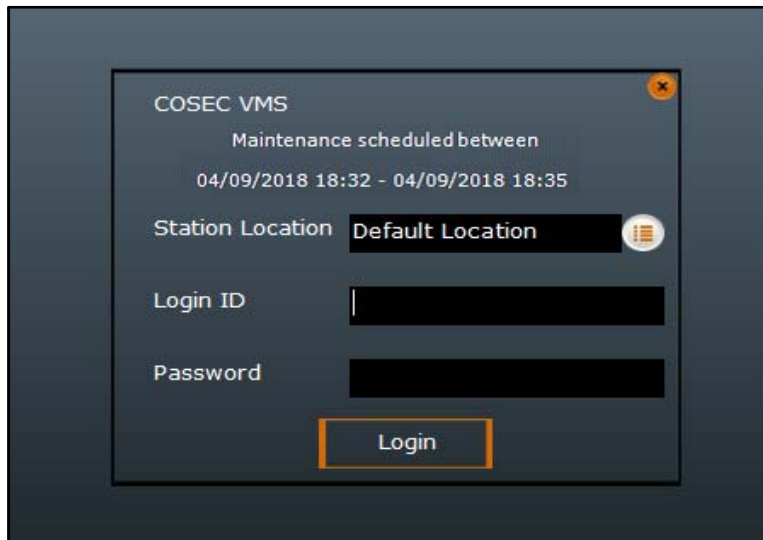 COSEC VMS
Maintenance scheduled between
04/09/2018 18:32 - 04/09/2018 18:35
Station Location Default Location
Login ID
Password
Login